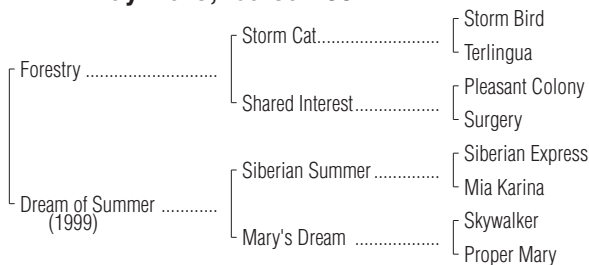 Storm Bird
Storm Cat..........................
Terlingua
Forestry ............................
Pleasant Colony
Shared Interest..................
Surgery
Siberian Express
Siberian Summer..............
Mia Karina
Dream of Summer ............
(1999)
Skywalker
Mary's Dream ..................
Proper Mary